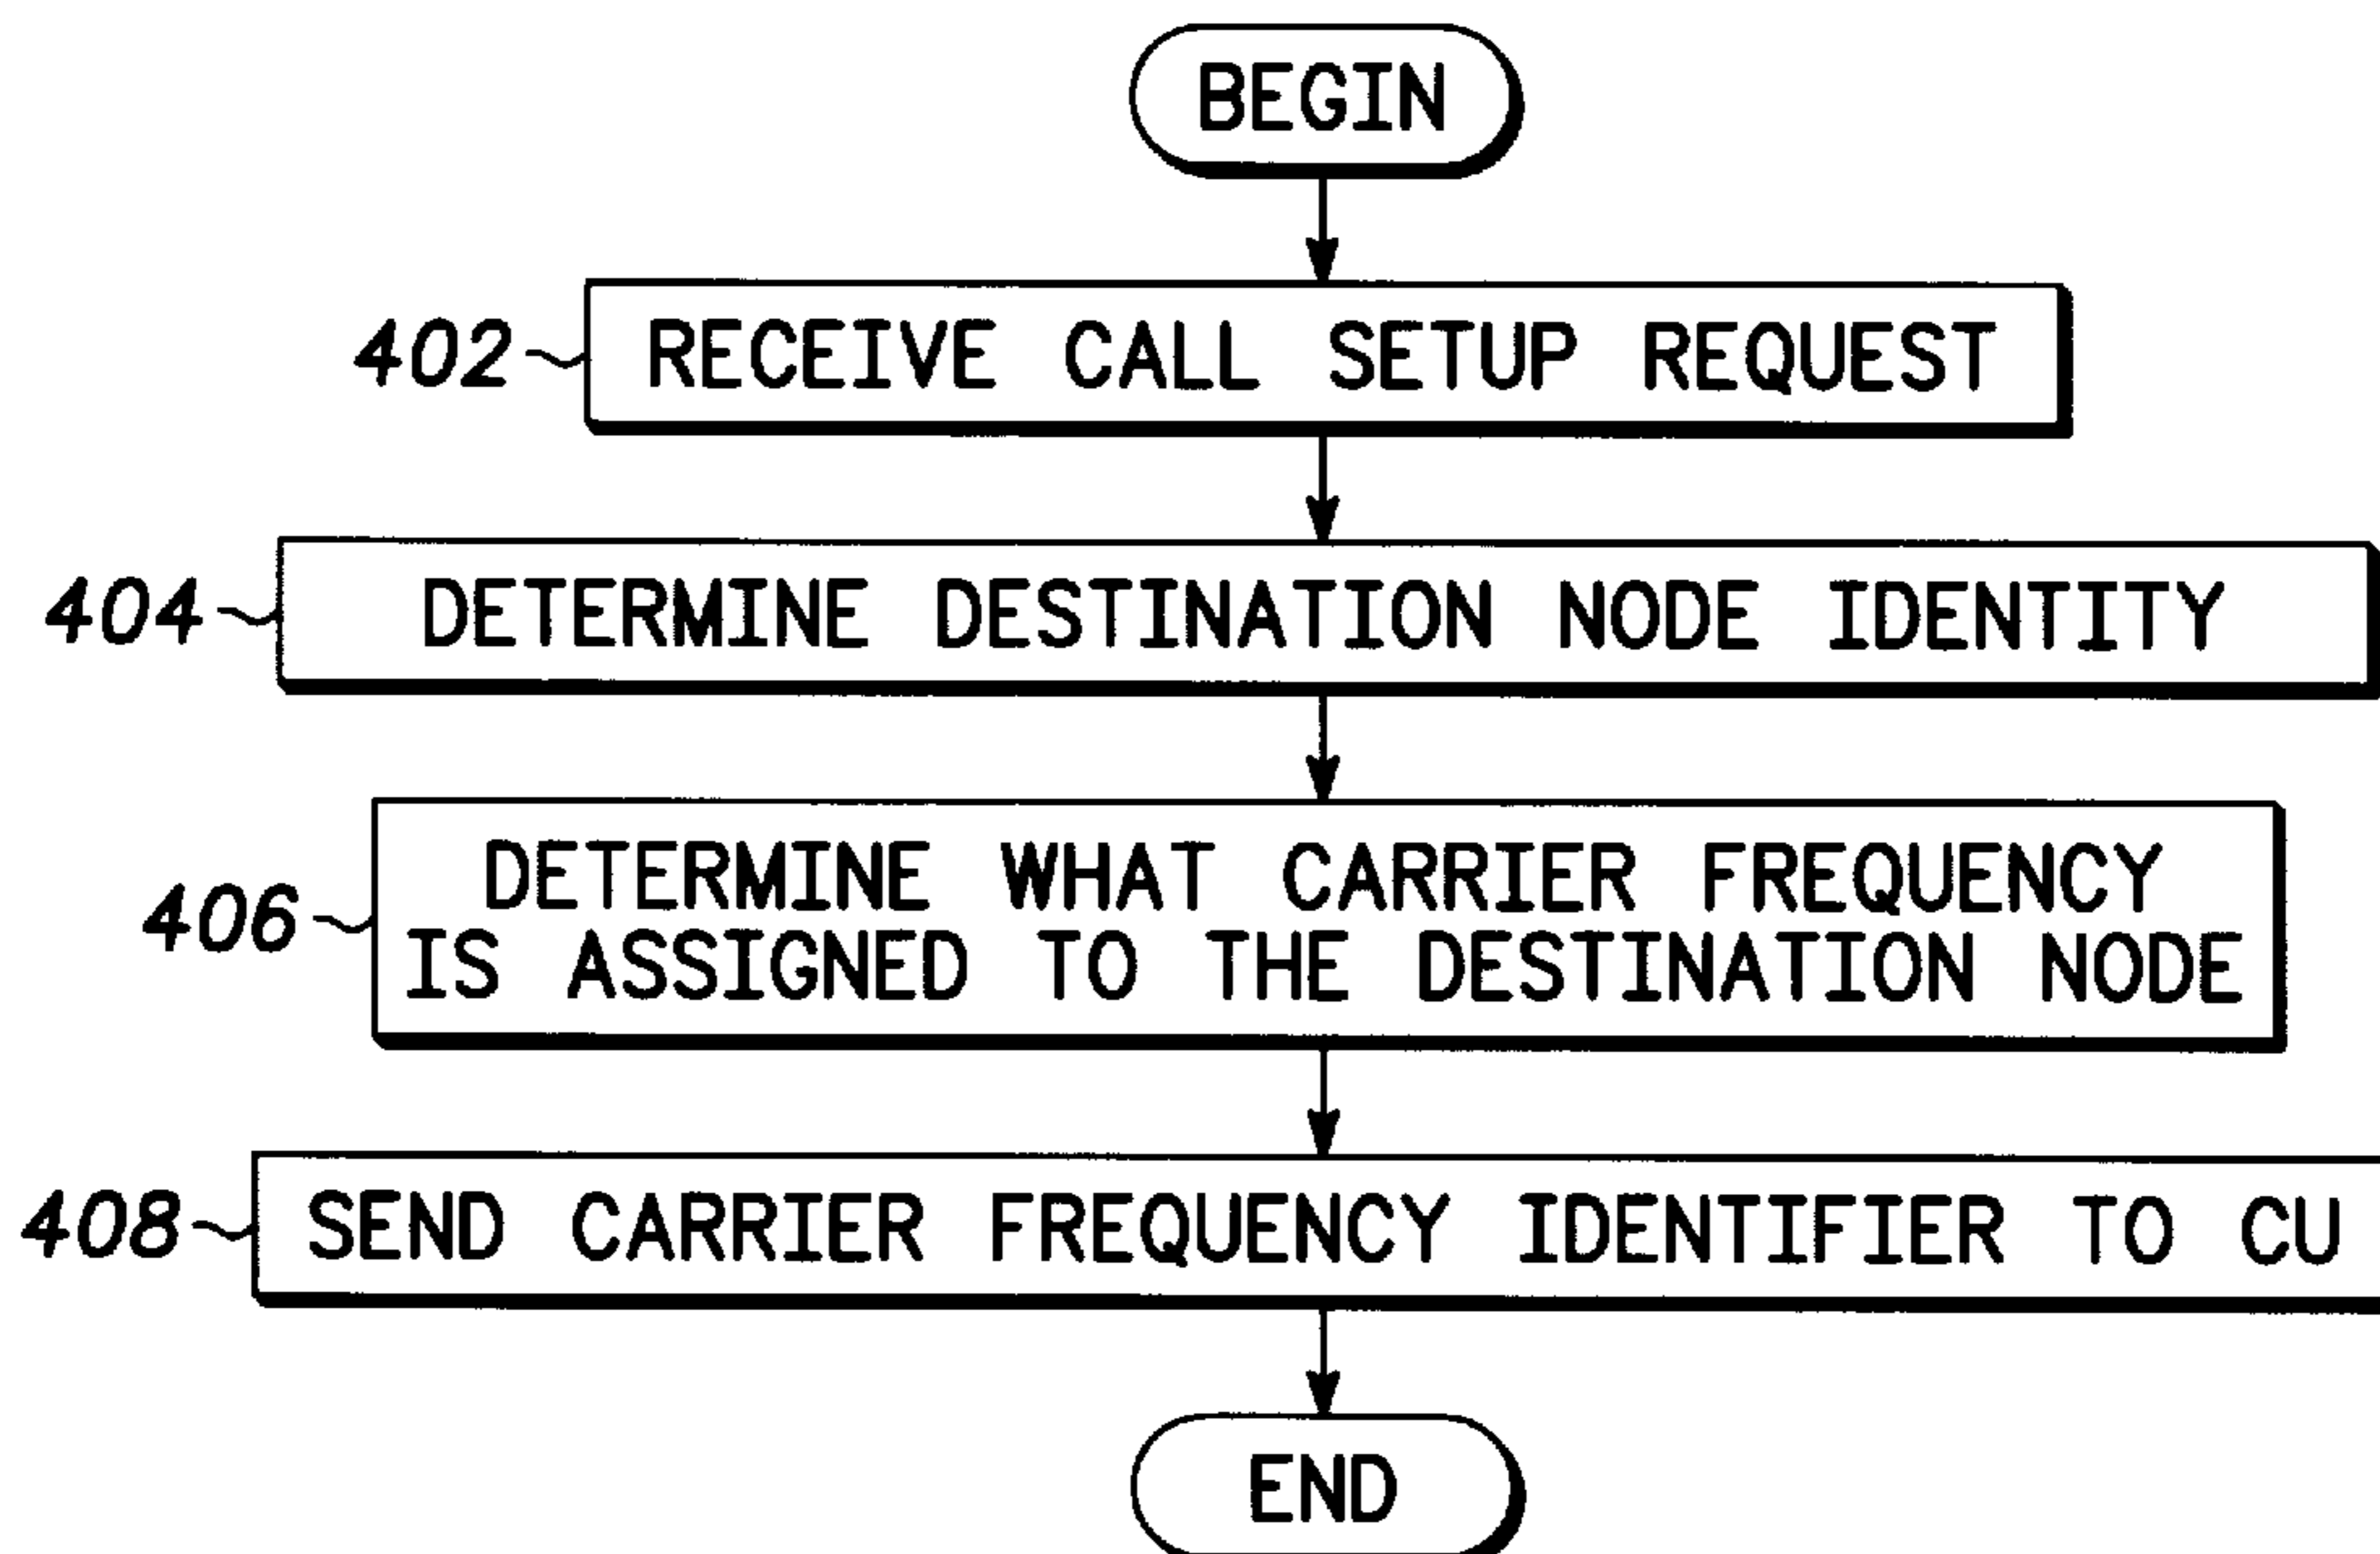 BEGIN
402 RECEIVE CALL SETUP REQUEST
404 DETERMINE DESTINATION NODE IDENTITY
DETERMINE WHAT CARRIER FREQUENCY
406 IS ASSIGNED TO THE DESTINATION NODE
408 SEND CARRIER FREQUENCY IDENTIFIER TO CU
END